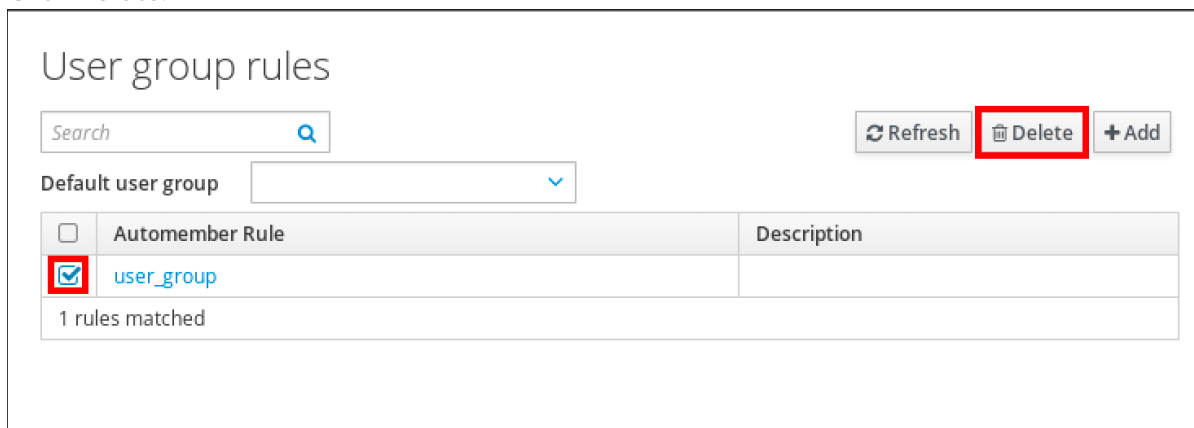 User group rules
Search
Refresh Delete + Add
Default user group
Automember Rule Description
user_group
1 rules matched